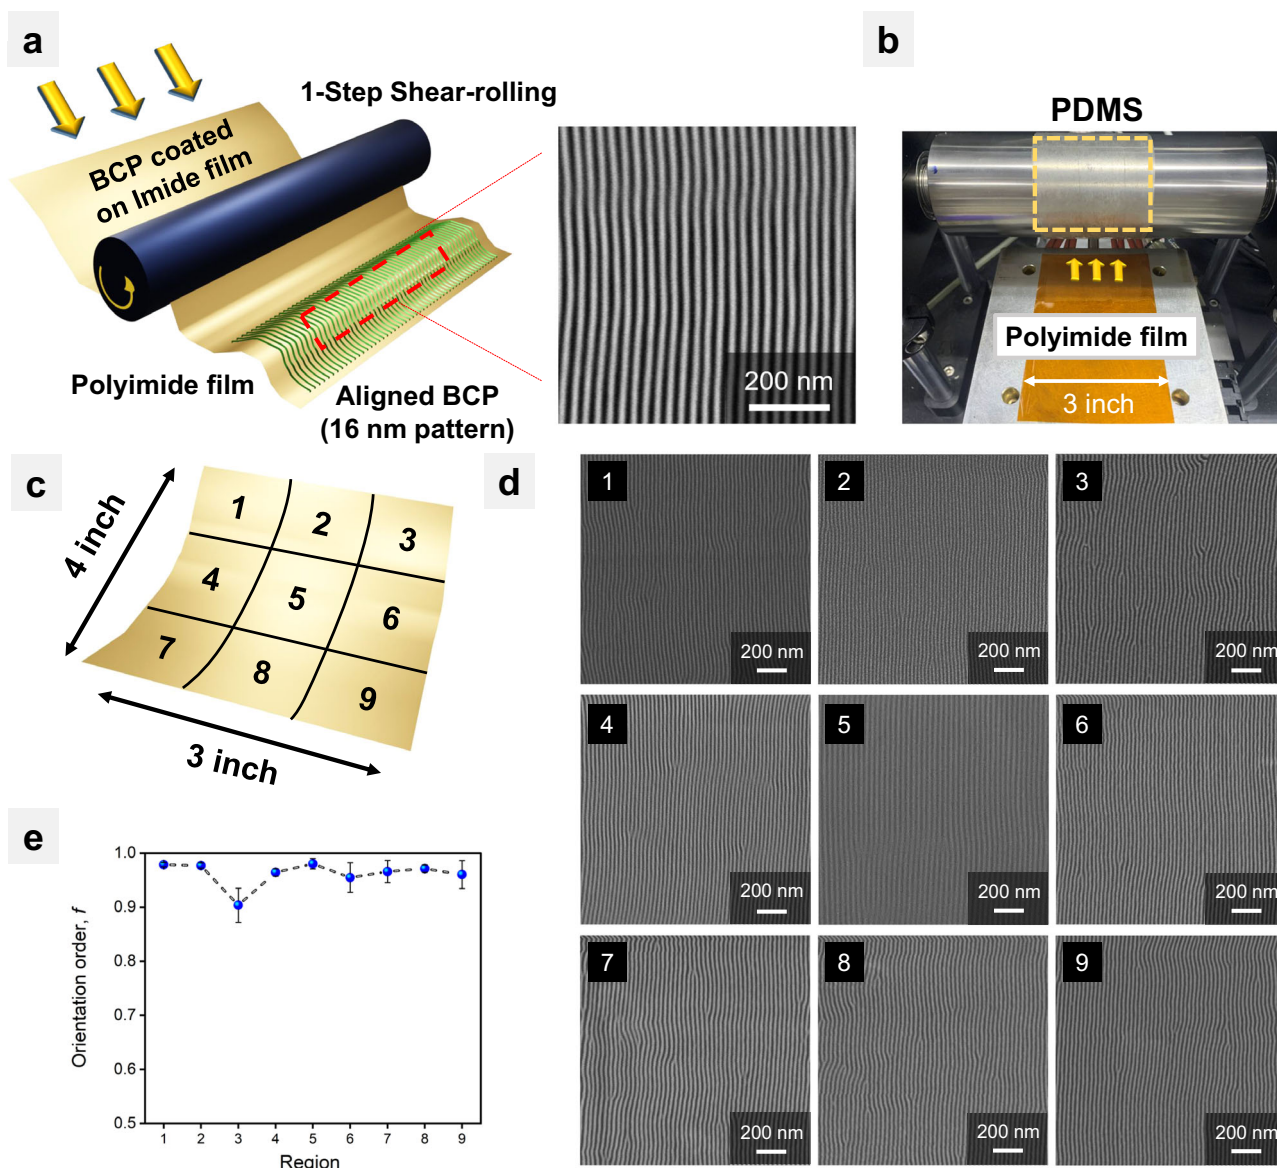 a
1-Step Shear-rolling
BCP coated
on Imide film
Polyimide film
Aligned BCP
(16 nm pattern)
200 nm
b
PDMS
Polyimide film
3 inch
c
4 inch
1
2
3
4
5
6
7
8
9
3 inch
d
1
200 nm
2
200 nm
3
200 nm
4
200 nm
5
200 nm
6
200 nm
7
200 nm
8
200 nm
9
200 nm
e
Orientation order, f
1.0
0.9
0.8
0.7
0.6
0.5
1 2 3 4 5 6 7 8 9
Region